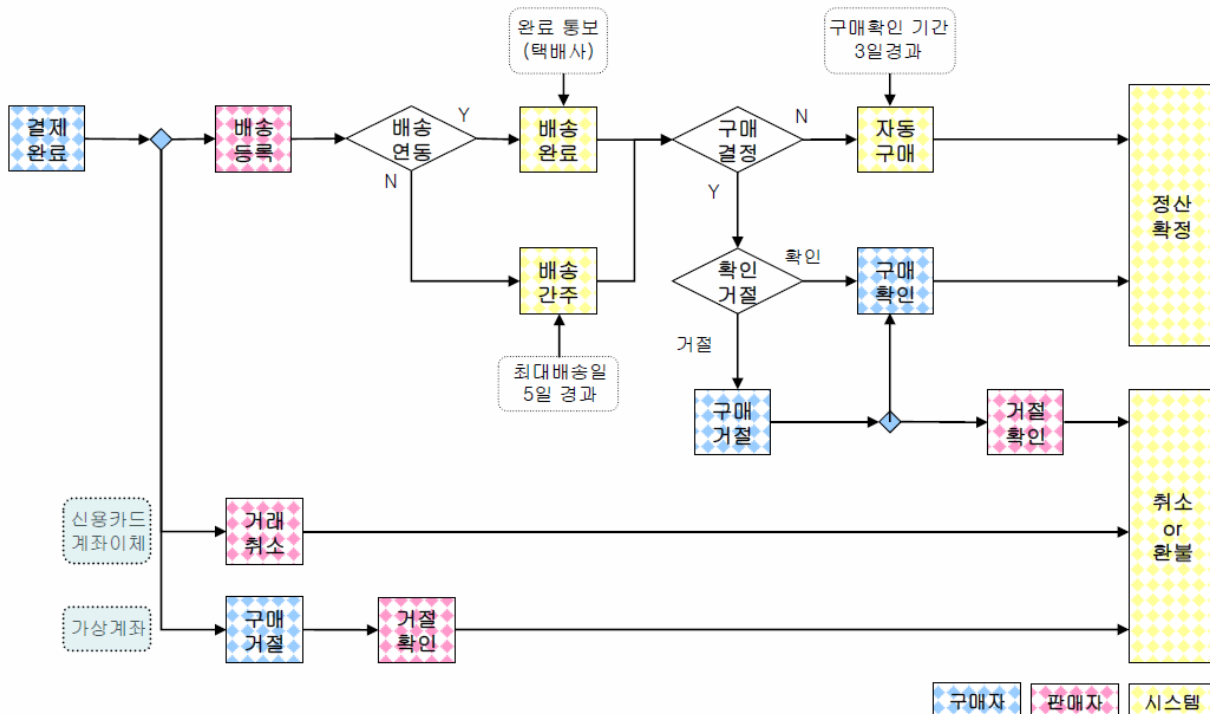 완료 통보
(택배사)
구매확인 기간
3일경과
결제
완료
배송
등록
배송
연동
Y
N
배송
완료
구매
결정
N
Y
자동
구매
정산
확정
배송
간주
확인
거절
확인
구매
확인
거절
최대배송일
5일 경과
구매
거절
거절
확인
신용카드
계좌이체
거래
취소
취소
or
환불
가상계좌
구매
거절
거절
확인
구매자
판매자
시스템